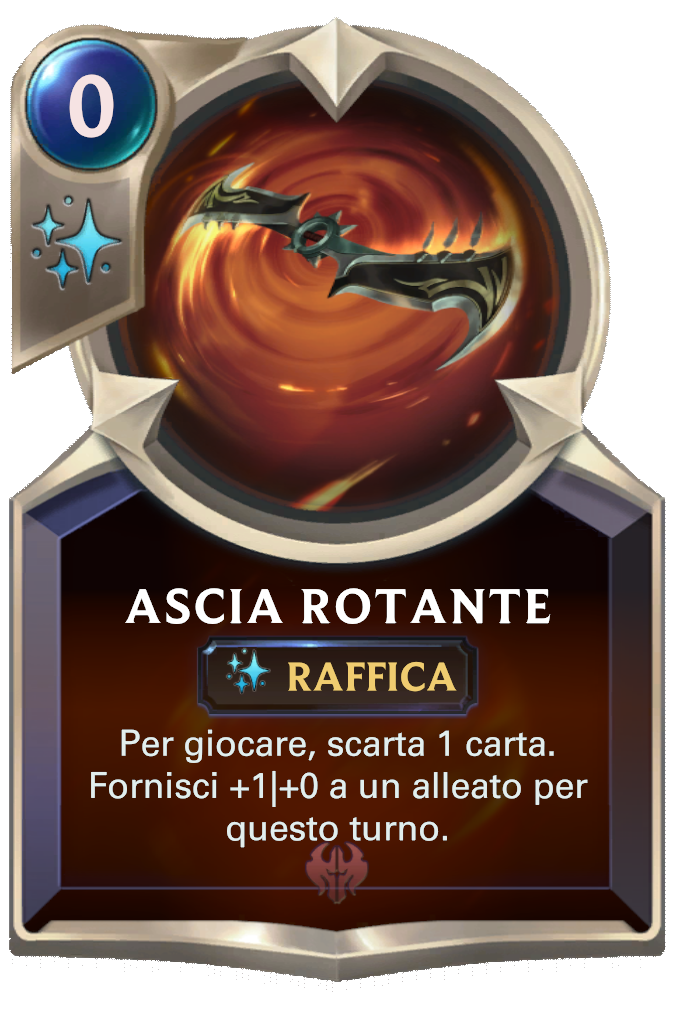 0
ASCIA ROTANTE
RAFFICA
Per giocare, scarta 1 carta.
Fornisci +1|+0 a un alleato per
questo turno.